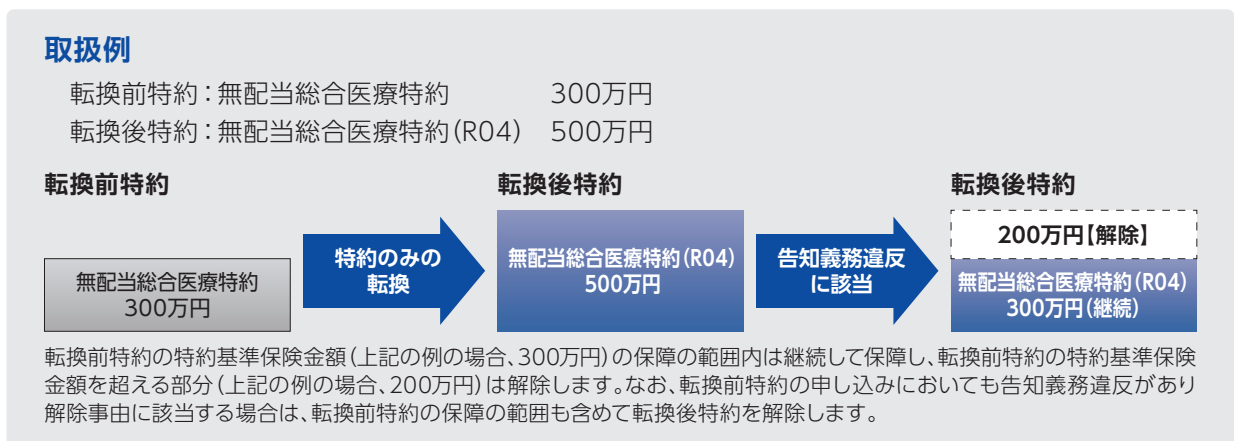 取扱例
転換前特約：無配当総合医療特約 300万円
転換後特約：無配当総合医療特約(R04) 500万円
転換前特約
無配当総合医療特約
300万円
特約のみの
転換
転換後特約
無配当総合医療特約(R04)
500万円
告知義務違反
に該当
転換後特約
200万円【解除】
無配当総合医療特約(R04)
300万円(継続)
転換前特約の特約基準保険金額(上記の例の場合、300万円)の保障の範囲内は継続して保障し、転換前特約の特約基準保険
金額を超える部分(上記の例の場合、200万円)は解除します。なお、転換前特約の申し込みにおいても告知義務違反があり
解除事由に該当する場合は、転換前特約の保障の範囲も含めて転換後特約を解除します。